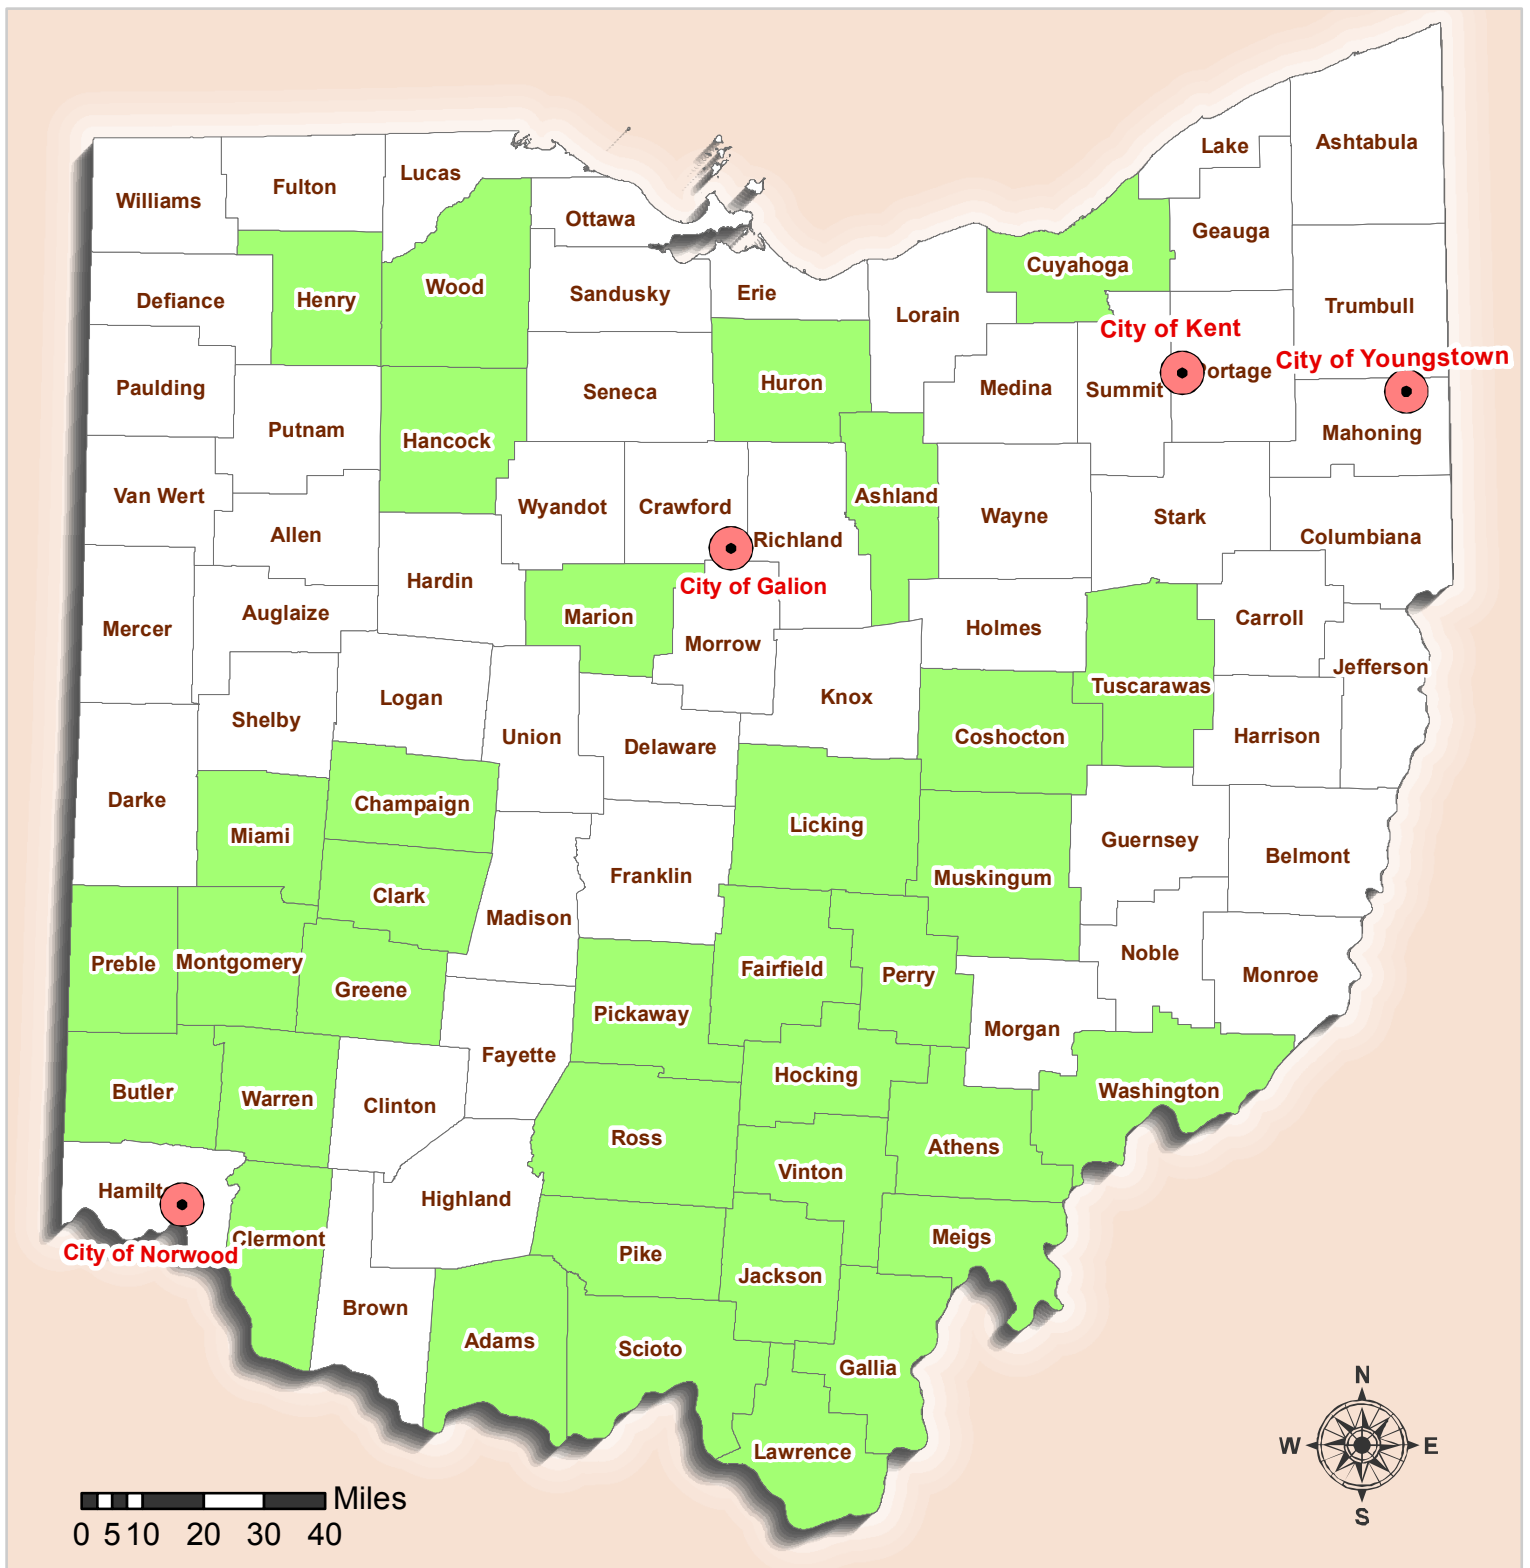 Lake
Ashtabula
Lucas
Fulton
Williams
Ottawa
Geauga
Cuyahoga
Wood
Sandusky
Erie
Henry
Defiance
Trumbull
Lorain
City of Kent
City of Youngstown
Portage
Huron
Paulding
Medina
Summit
Seneca
Putnam
Mahoning
Hancock
Van Wert
Ashland
Wyandot
Crawford
Wayne
Stark
Allen
Richland
Columbiana
Hardin
City of Galion
Auglaize
Marion
Carroll
Mercer
Holmes
Morrow
Jefferson
Tuscarawas
Logan
Knox
Shelby
Union
Coshocton
Harrison
Delaware
Darke
Champaign
Licking
Miami
Guernsey
Belmont
Franklin
Muskingum
Clark
Madison
Noble
Preble
Montgomery
Fairfield
Perry
Monroe
Greene
Pickaway
Morgan
Fayette
Hocking
Butler
Washington
Warren
Clinton
Ross
Athens
Vinton
Hamilt
Highland
Clermont
Meigs
City of Norwood
Pike
Jackson
Brown
Adams
Scioto
Gallia
N
W E
S
Lawrence
Miles
0 5 10 20 30 40